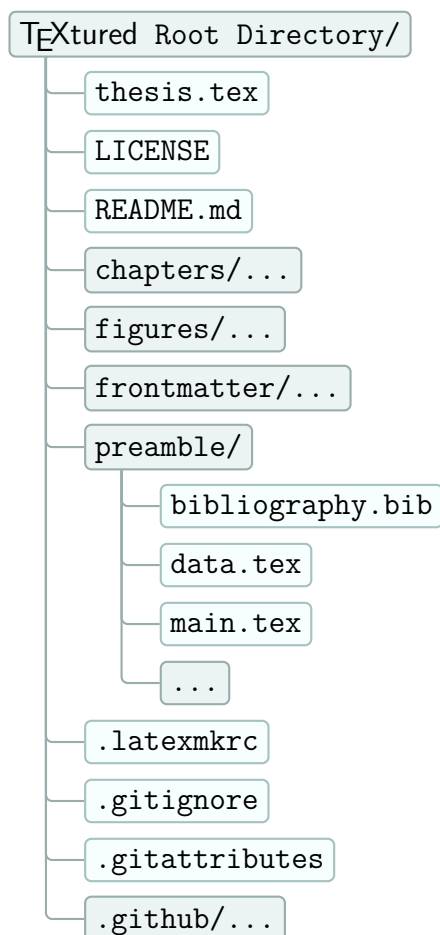 TEXtured Root Directory/
thesis.tex
LICENSE
README.md
chapters/...
figures/...
frontmatter/...
preamble/
bibliography.bib
data.tex
main.tex
...
.latexmkrc
.gitignore
.gitattributes
.github/...